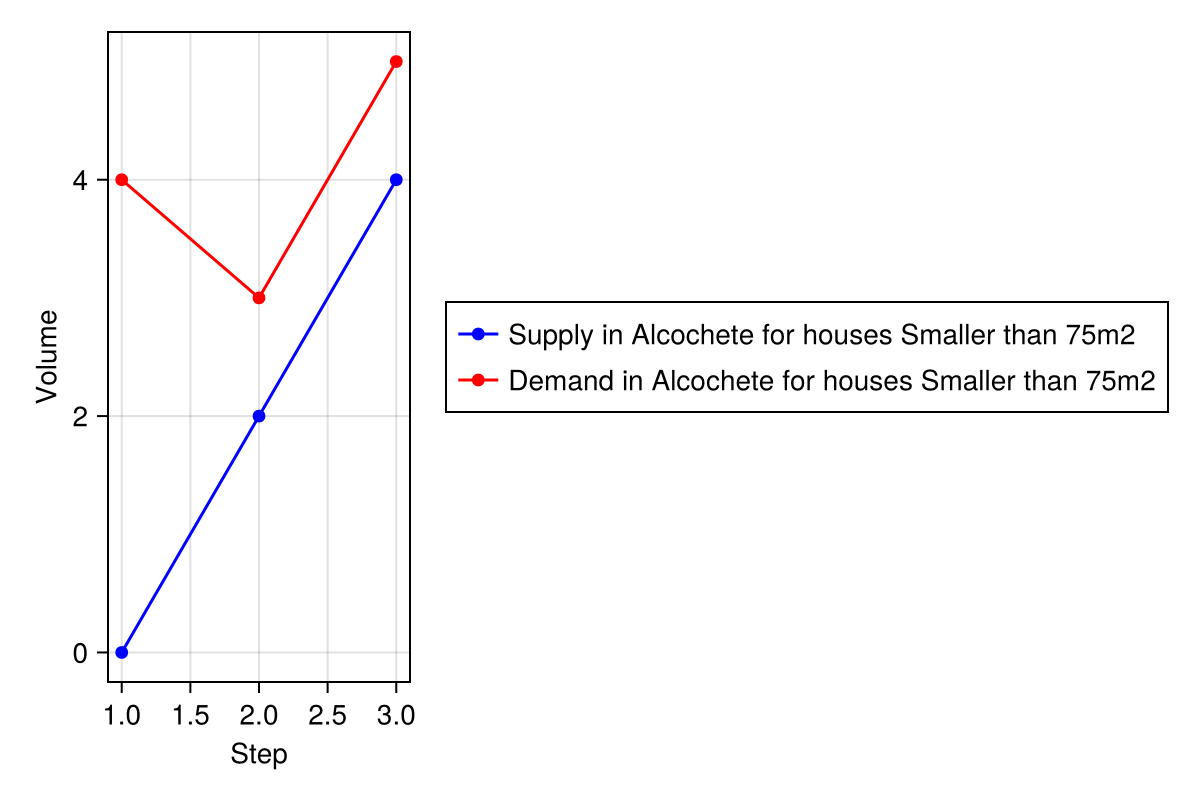 Volume
4
2
0
1.0 1.5 2.0 2.5 3.0
Step
Supply in Alcochete for houses Smaller than 75m2
Demand in Alcochete for houses Smaller than 75m2